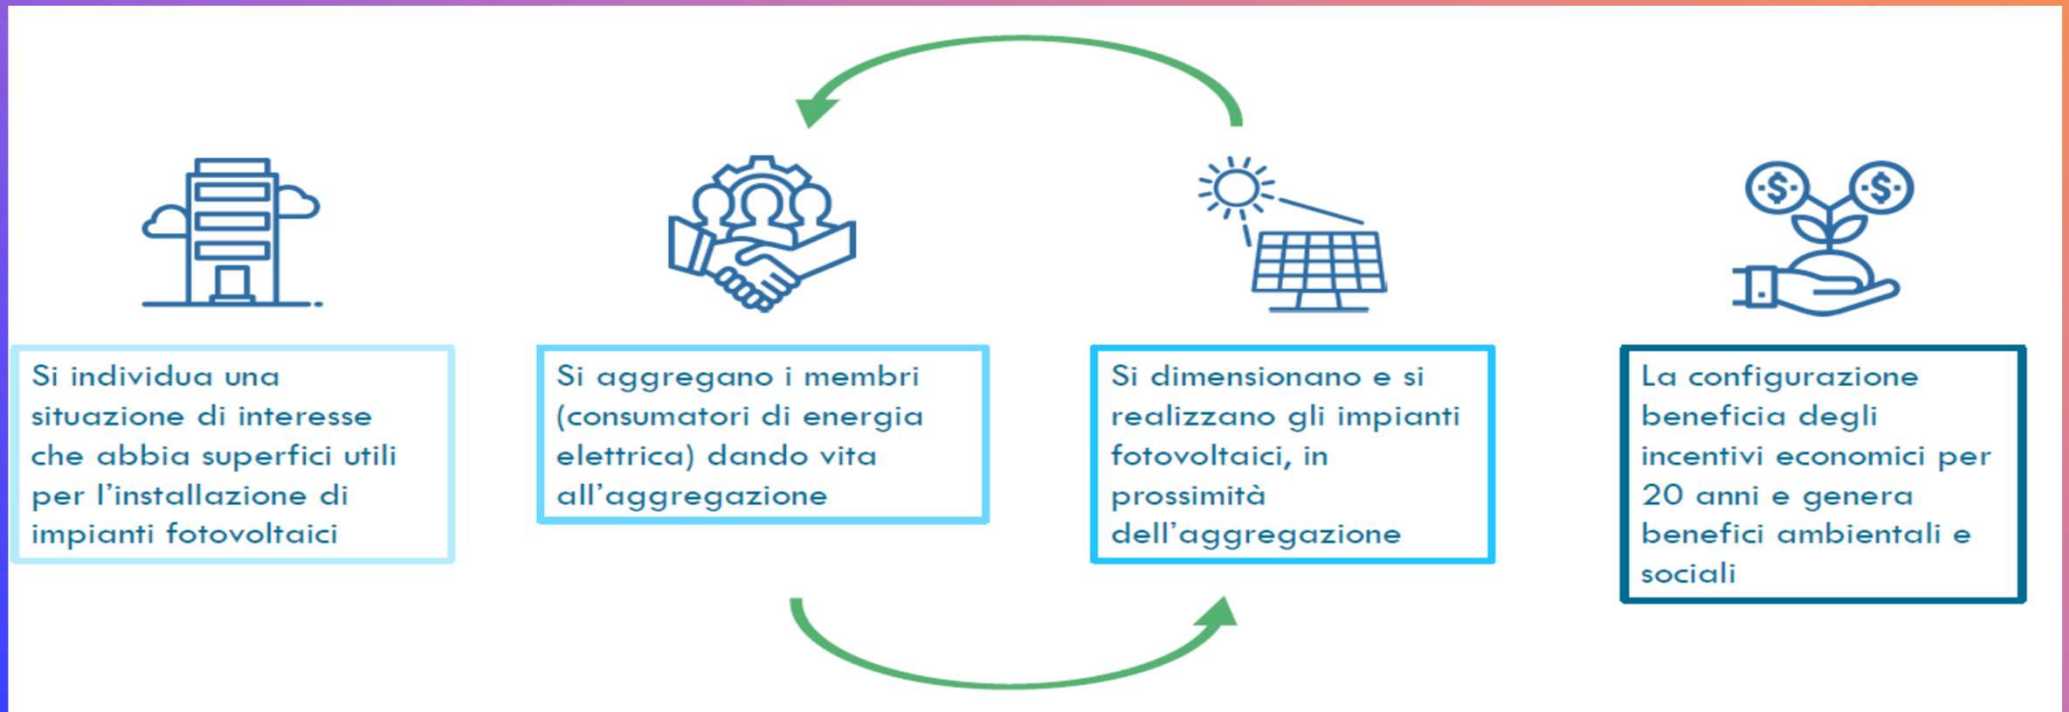 Si individua una
situazione di interesse
che abbia superfici utili
per l'installazione di
impianti fotovoltaici
Si aggregano i membri
(consumatori di energia
elettrica) dando vita
all'aggregazione
Si dimensionano e si
realizzano gli impianti
fotovoltaici, in
prossimità
dell'aggregazione
La configurazione
beneficia degli
incentivi economici per
20 anni e genera
benefici ambientali e
sociali